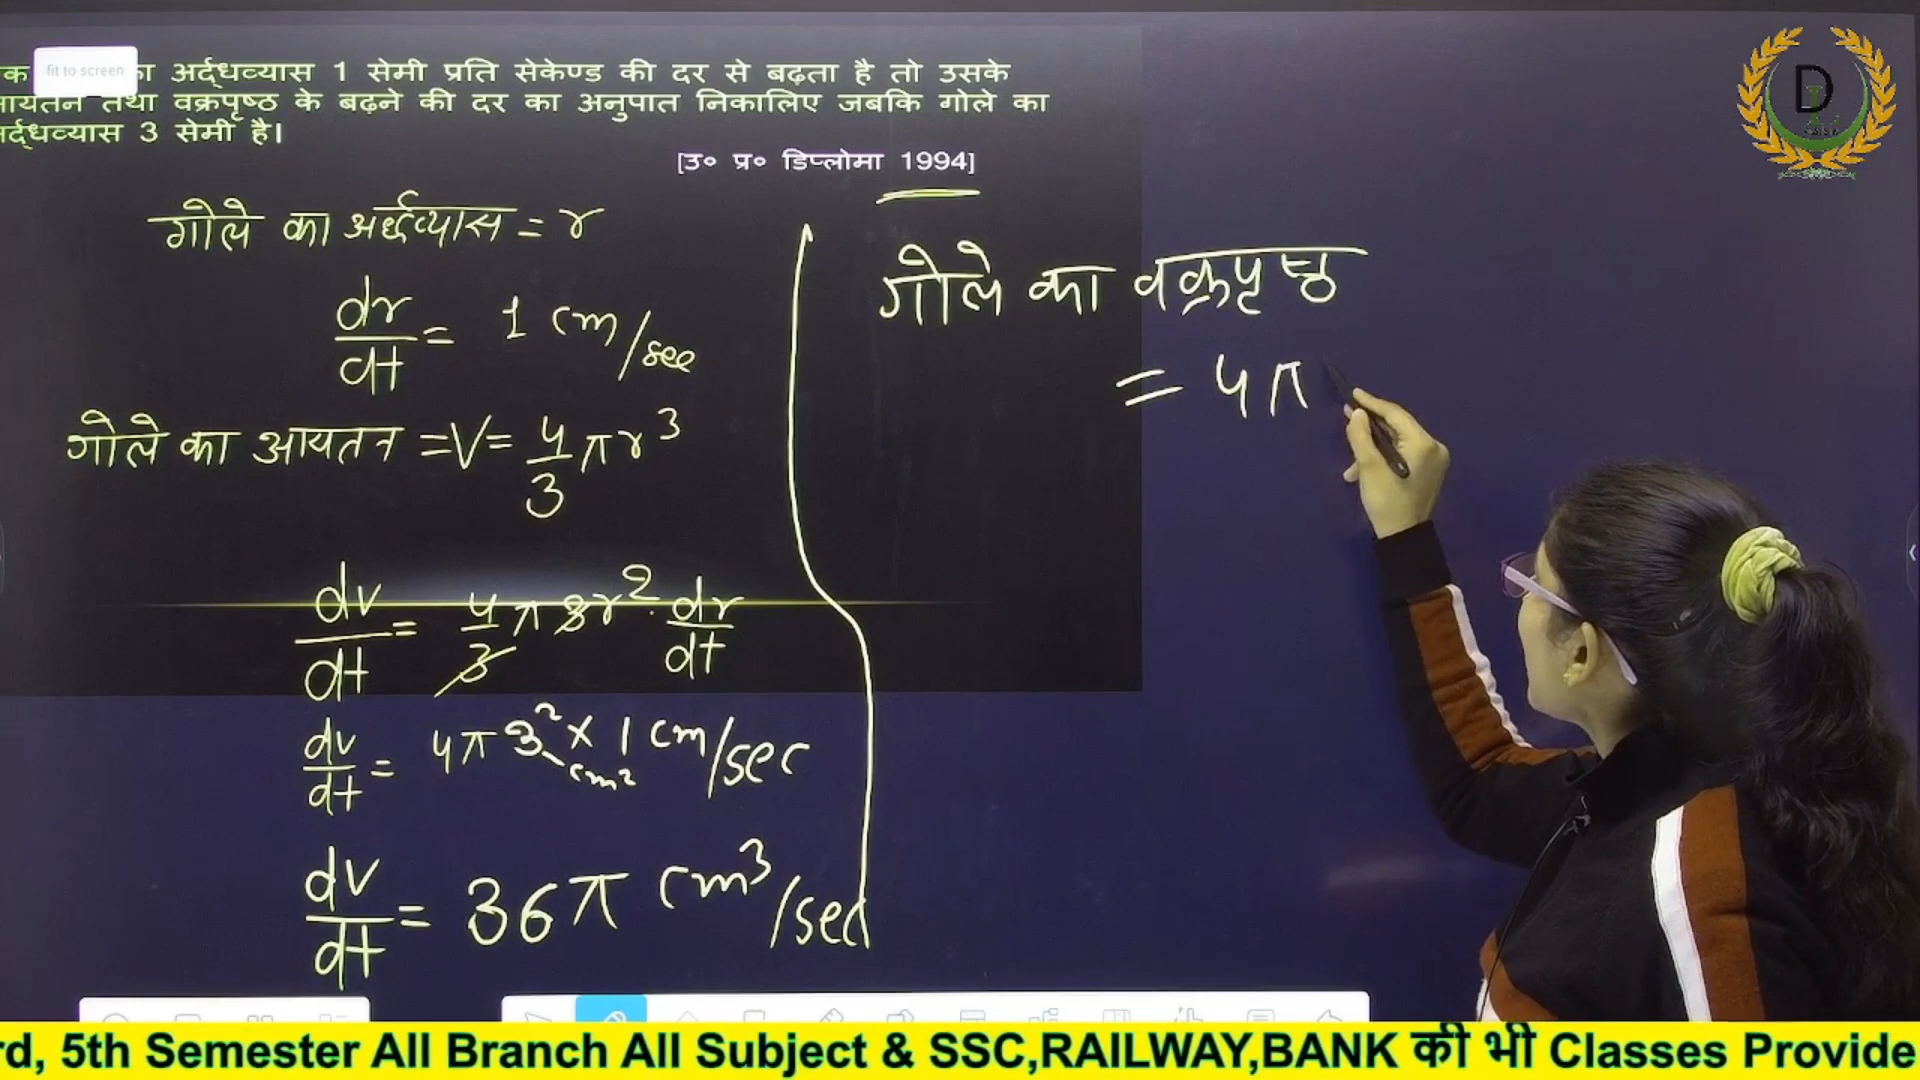 क fit to screen ा अर्द्धव्यास 1 सेमी प्रति सेकेण्ड की दर से बढ़ता है तो उसके
ायतन तथा वक्रपृष्ठ के बढ़ने की दर का अनुपात निकालिए जबकि गोले का
र्द्धव्यास 3 सेमी है।
[उ० प्र० डिप्लोमा 1994]
गोले का अर्धव्यास = r
dr/dt = 1 cm/sec
गोले का आयतन = V = 4/3 πr³
dv/dt = 4/3 π 3r² · dr/dt
dv/dt = 4π 3² cm² × 1 cm/sec
dv/dt = 36π cm³/sec
गोले का वक्रपृष्ठ
= 4π
D
rd, 5th Semester All Branch All Subject & SSC,RAILWAY,BANK की भी Classes Provide